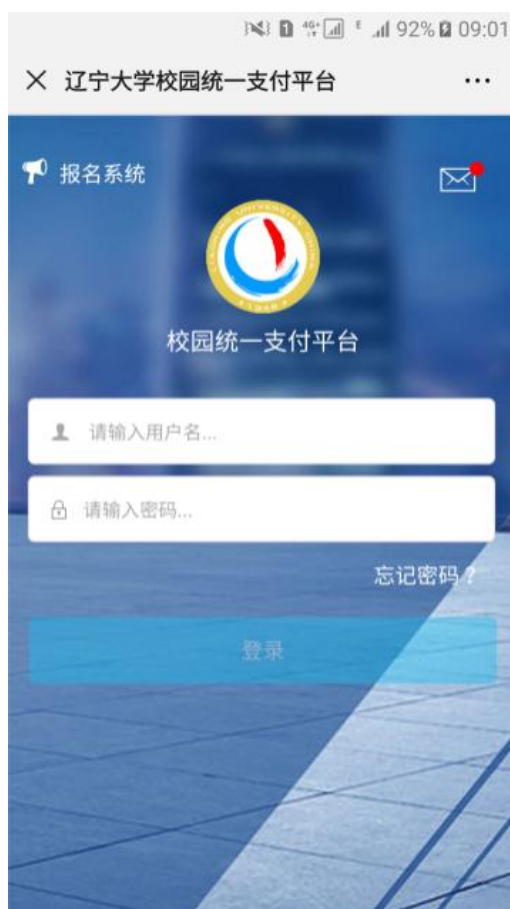 4G+ E 92% 09:01
辽宁大学校园统一支付平台
报名系统
校园统一支付平台
请输入用户名...
请输入密码...
忘记密码？
登录